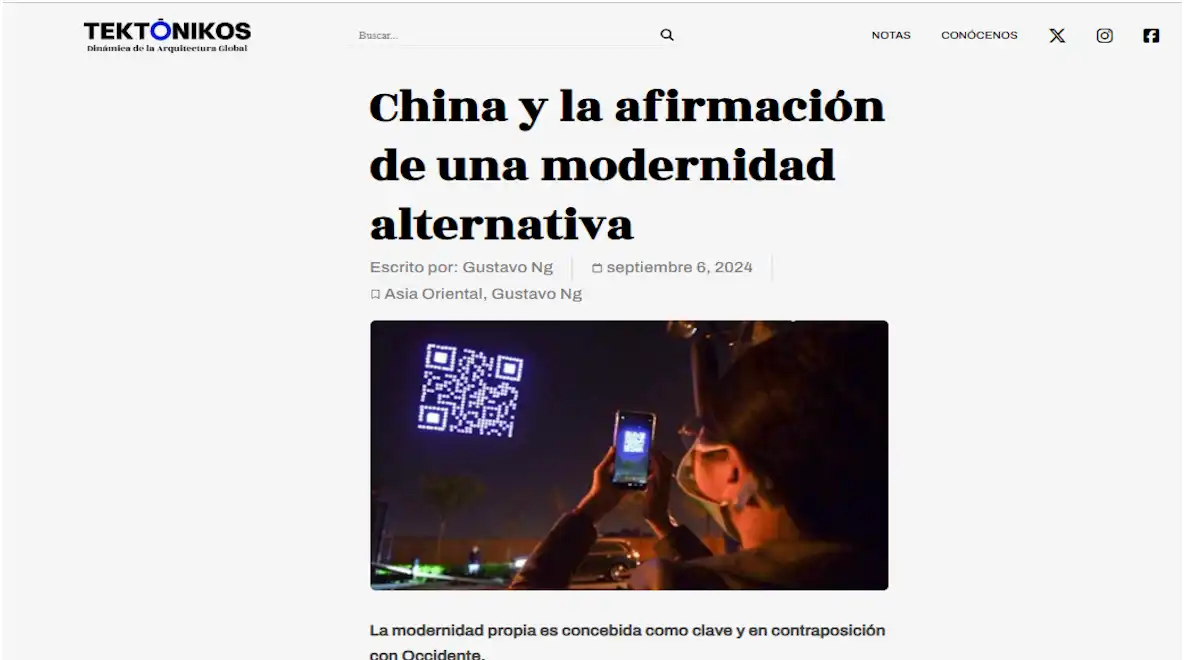 TEKTÓNIKOS
Dinámica de la Arquitectura Global
Buscar...
NOTAS
CONÓCENOS
China y la afirmación
de una modernidad
alternativa
Escrito por: Gustavo Ng
septiembre 6, 2024
Asia Oriental, Gustavo Ng
La modernidad propia es concebida como clave y en contraposición
con Occidente.